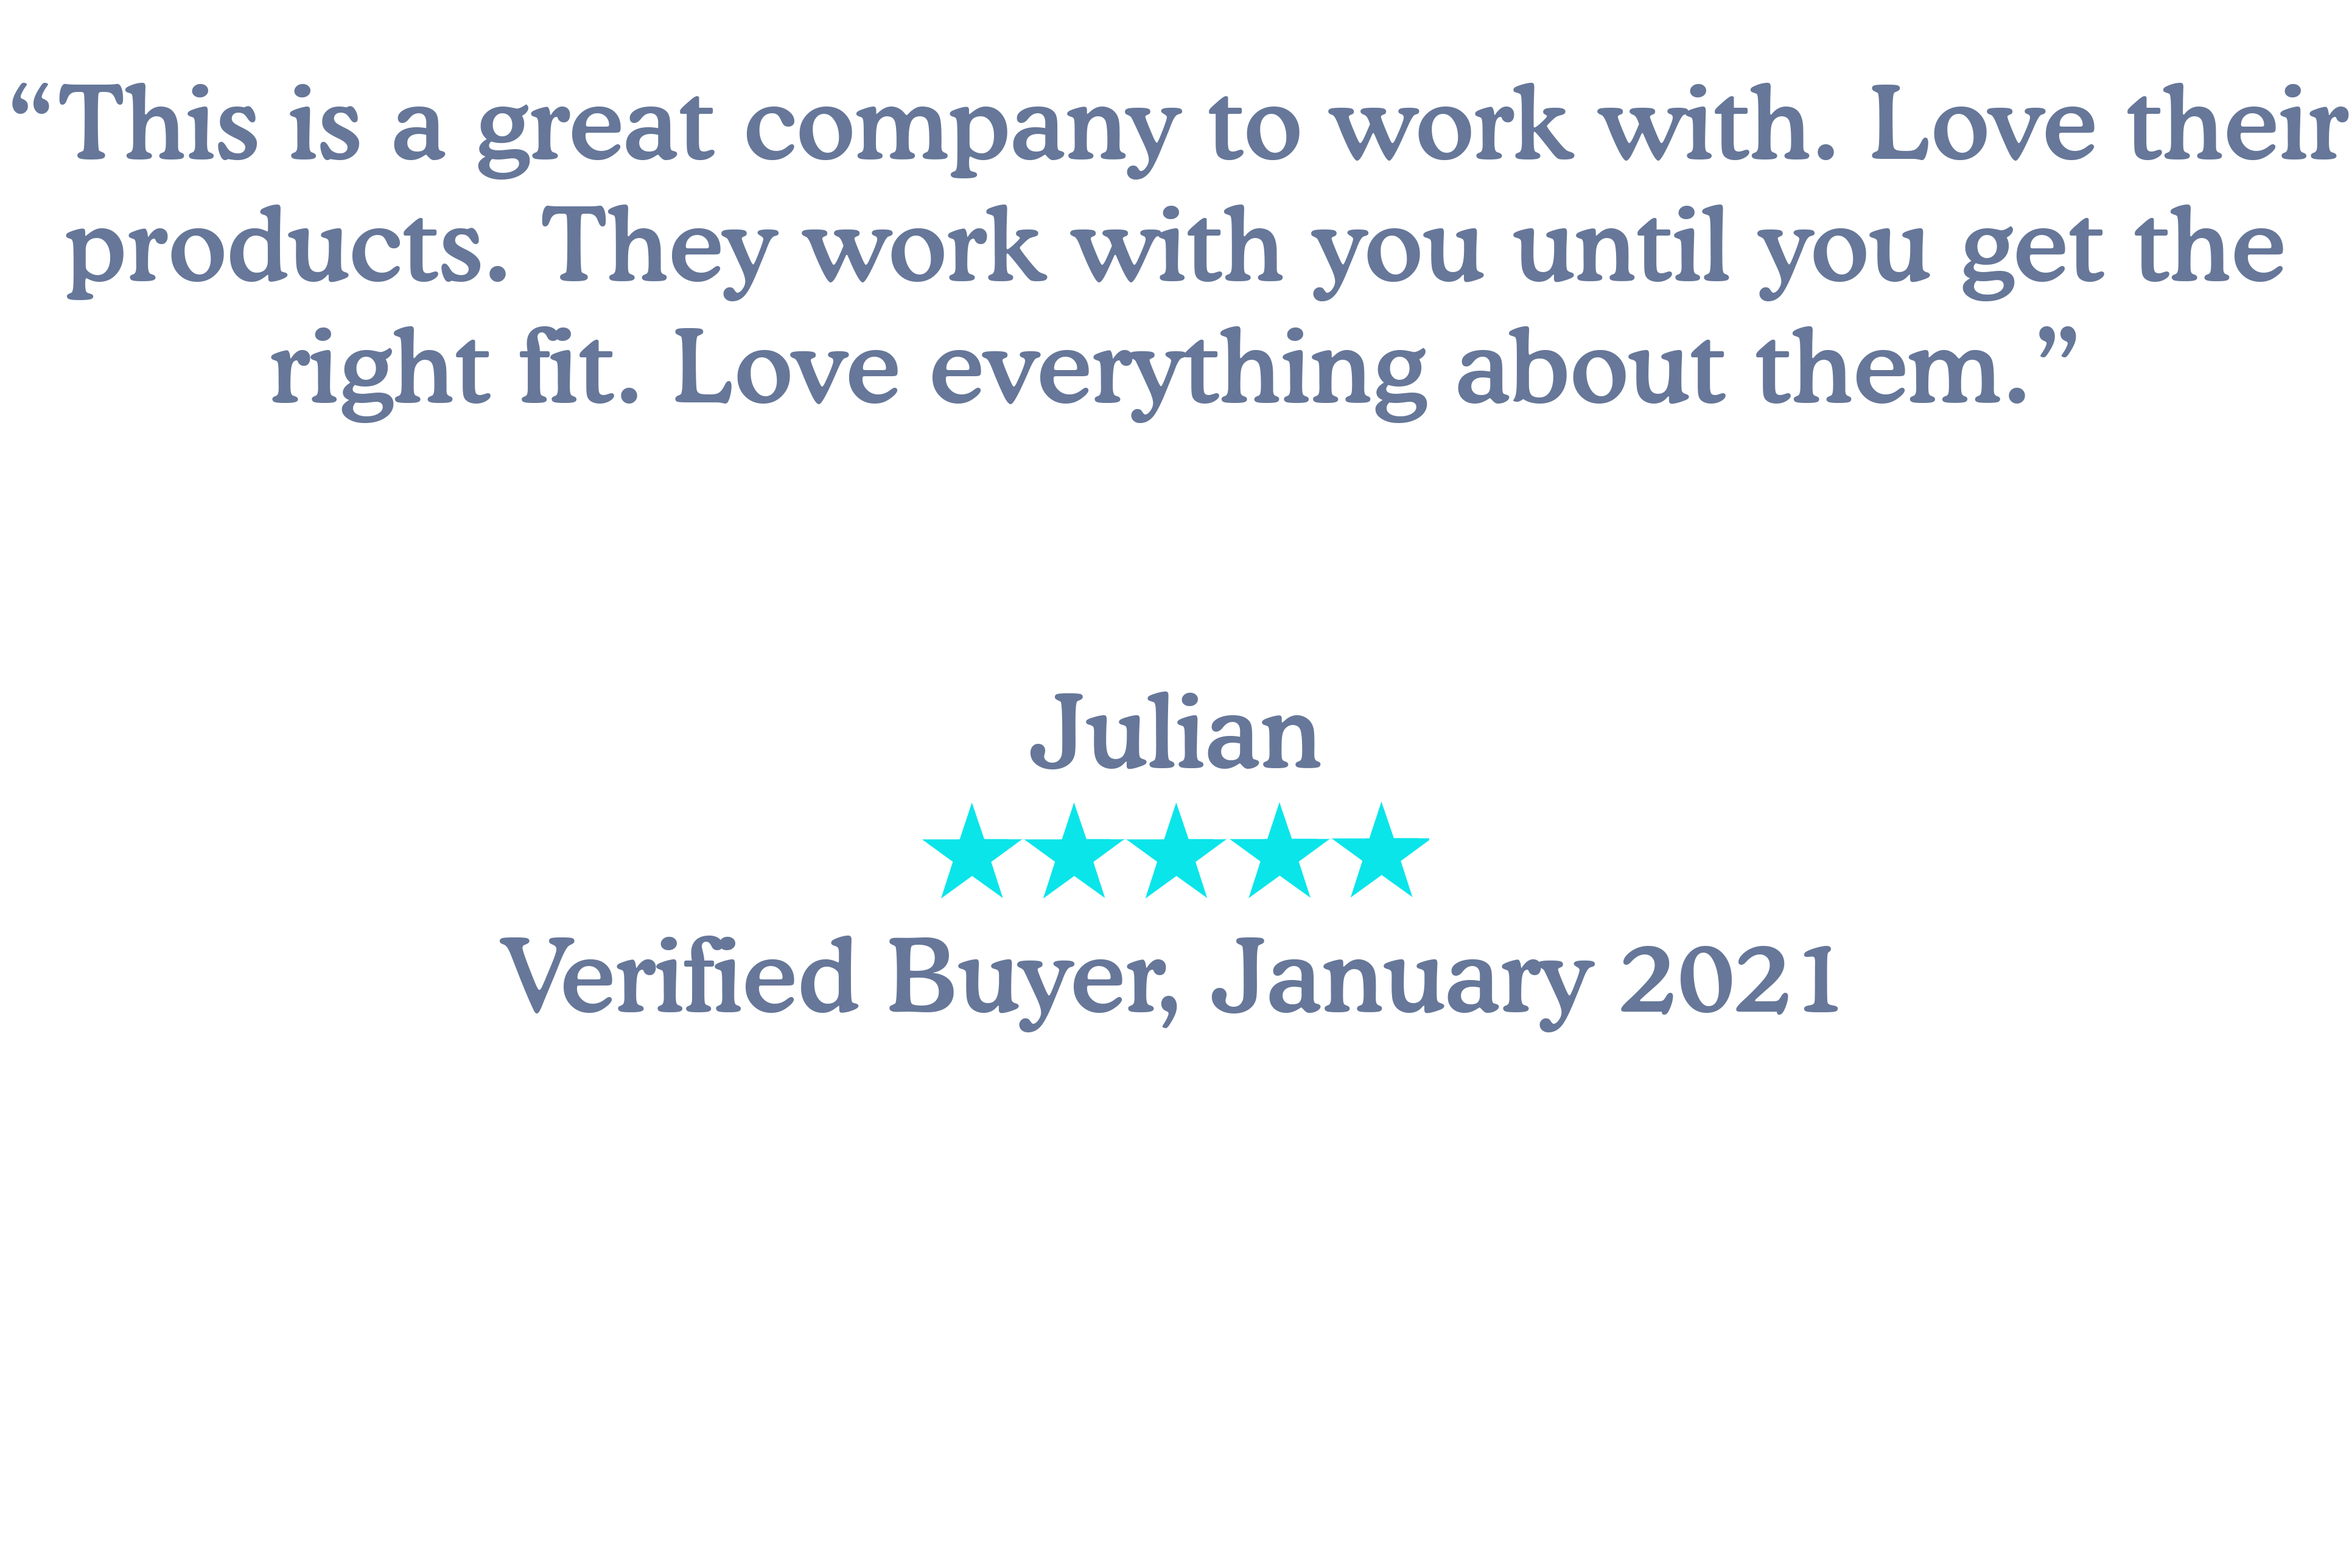 “This is a great company to work with. Love their
products. They work with you until you get the
right fit. Love everything about them.”
Julian
Verified Buyer, January 2021